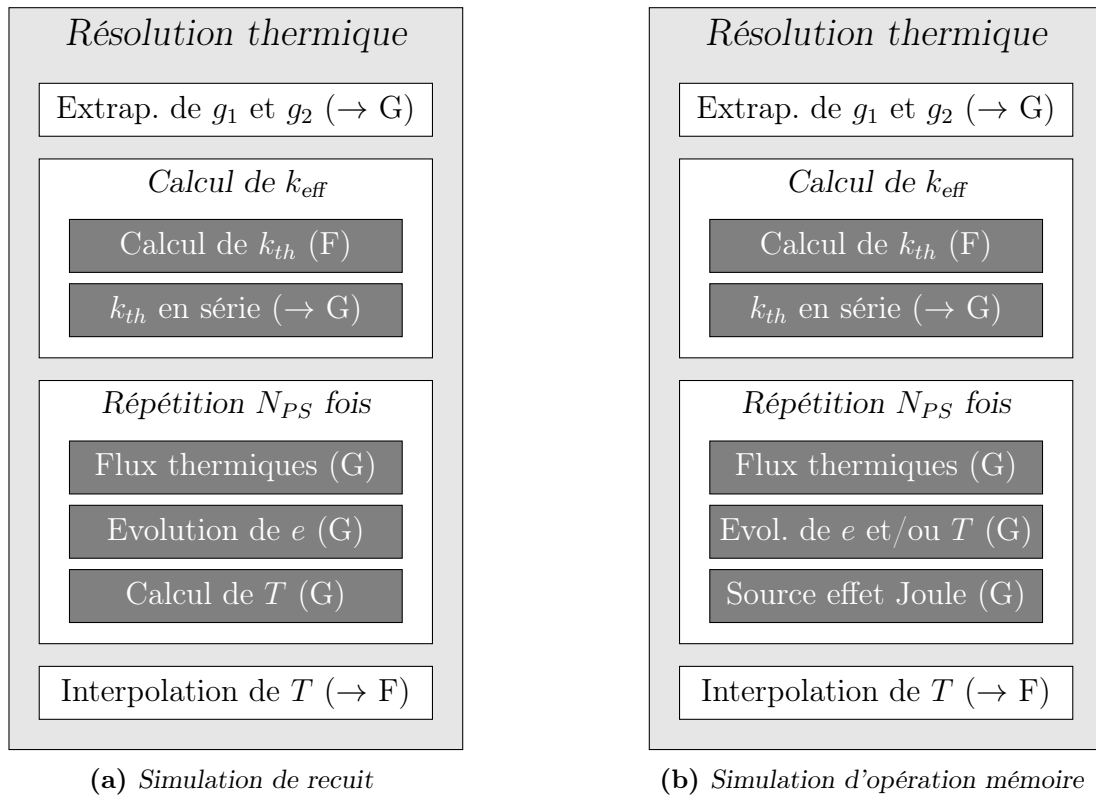 Résolution thermique
Extrap. de g₁ et g₂ (→ G)
Calcul de k_eff
Calcul de k_th (F)
k_th en série (→ G)
Répétition N_PS fois
Flux thermiques (G)
Evolution de e (G)
Calcul de T (G)
Interpolation de T (→ F)
(a) Simulation de recuit
Résolution thermique
Extrap. de g₁ et g₂ (→ G)
Calcul de k_eff
Calcul de k_th (F)
k_th en série (→ G)
Répétition N_PS fois
Flux thermiques (G)
Evol. de e et/ou T (G)
Source effet Joule (G)
Interpolation de T (→ F)
(b) Simulation d'opération mémoire